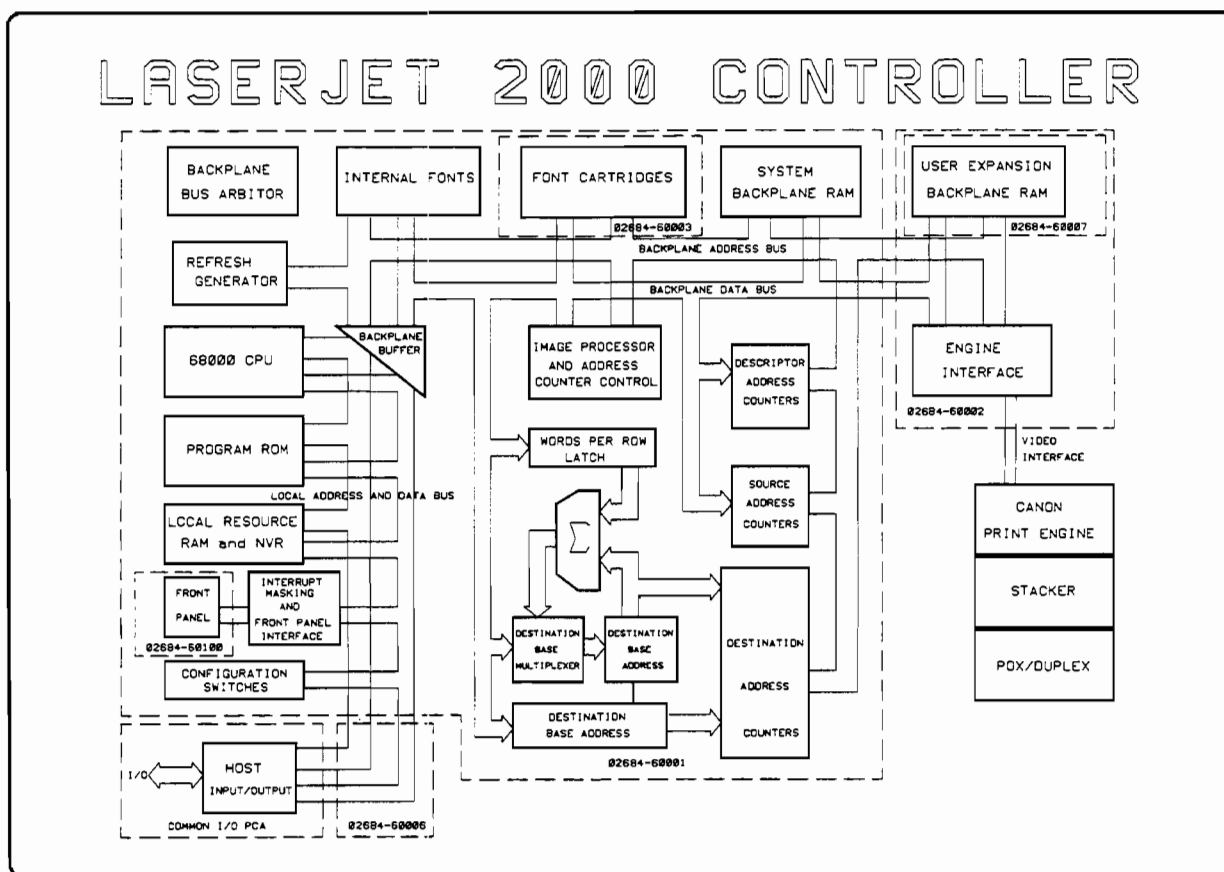 LASERJET 2000 CONTROLLER
BACKPLANE
BUS ARBITOR
INTERNAL FONTS
FONT CARTRIDGES
02684-60003
SYSTEM
BACKPLANE RAM
USER EXPANSION
BACKPLANE RAM
02684-60007
BACKPLANE ADDRESS BUS
REFRESH
GENERATOR
BACKPLANE DATA BUS
68000 CPU
BACKPLANE
BUFFER
IMAGE PROCESSOR
AND ADDRESS
COUNTER CONTROL
DESCRIPTOR
ADDRESS
COUNTERS
ENGINE
INTERFACE
02684-60002
PROGRAM ROM
WORDS PER ROW
LATCH
VIDEO
INTERFACE
LOCAL ADDRESS AND DATA BUS
SOURCE
ADDRESS
COUNTERS
LOCAL RESOURCE
RAM and NVR
Σ
CANON
PRINT ENGINE
STACKER
PDX/DUPLEX
FRONT
PANEL
02684-60100
INTERRUPT
MASKING
AND
FRONT PANEL
INTERFACE
DESTINATION
BASE
MULTIPLEXER
DESTINATION
BASE
ADDRESS
DESTINATION
ADDRESS
COUNTERS
CONFIGURATION
SWITCHES
DESTINATION
BASE ADDRESS
02684-60001
I/O
HOST
INPUT/OUTPUT
COMMON I/O PCA
02684-60006